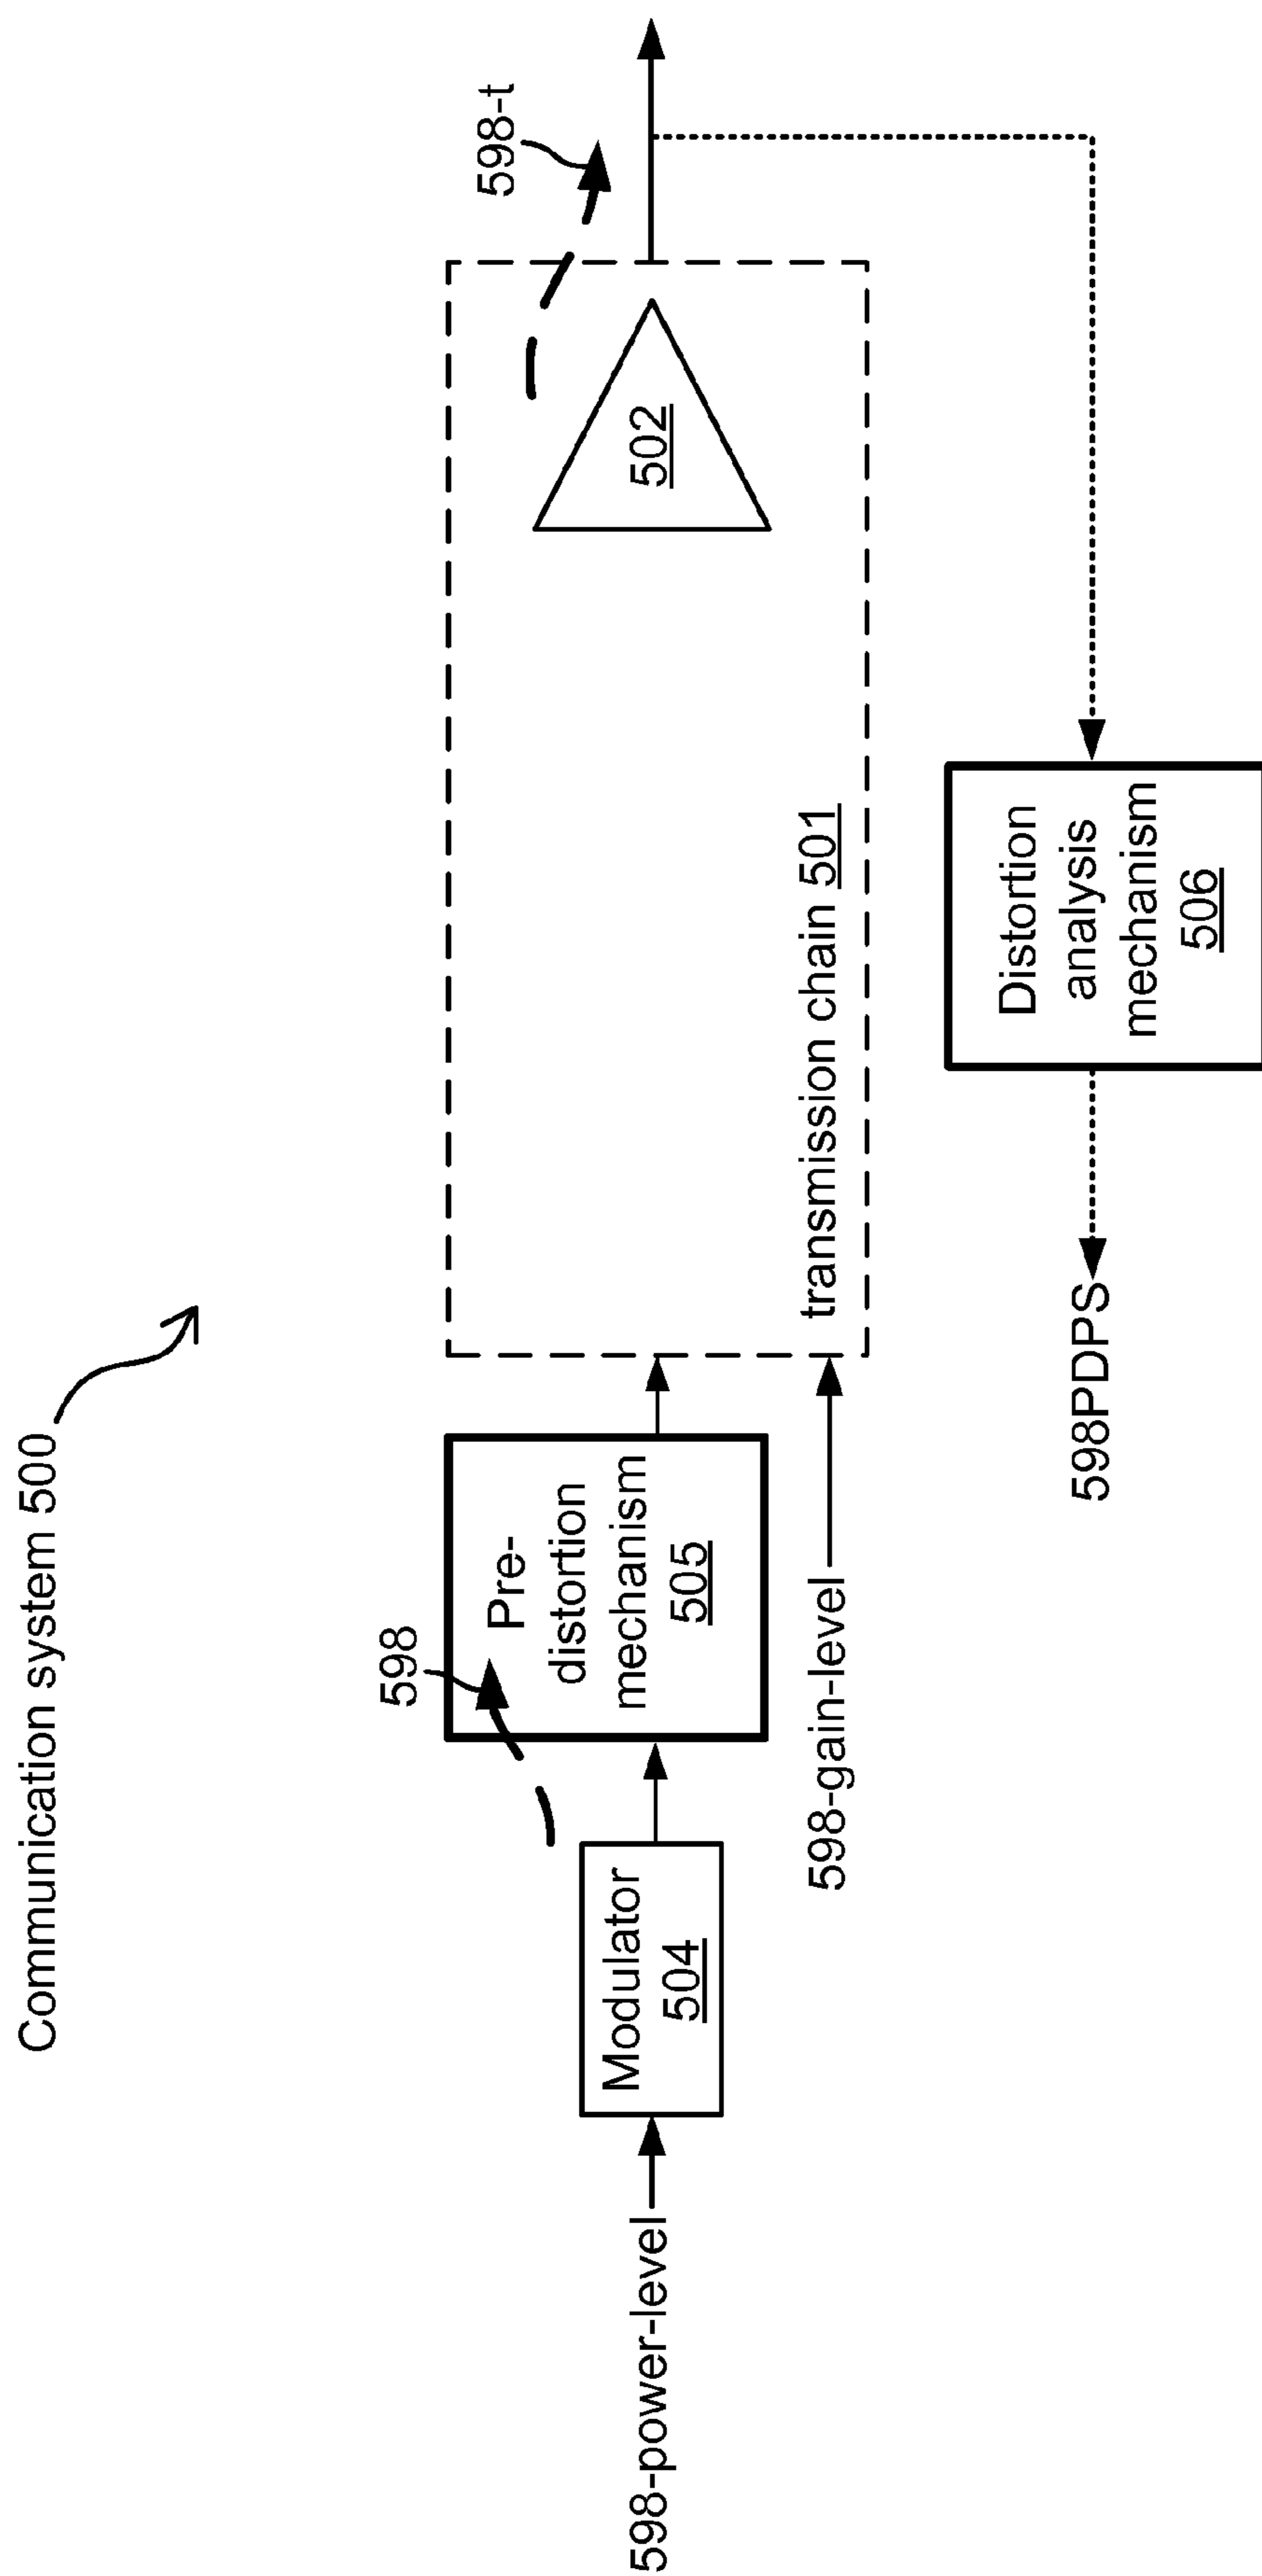 Communication system 500
598-t
502
transmission chain 501
598
Pre-
distortion
mechanism
505
Modulator
504
598-power-level
598-gain-level
Distortion
analysis
mechanism
506
598PDPS